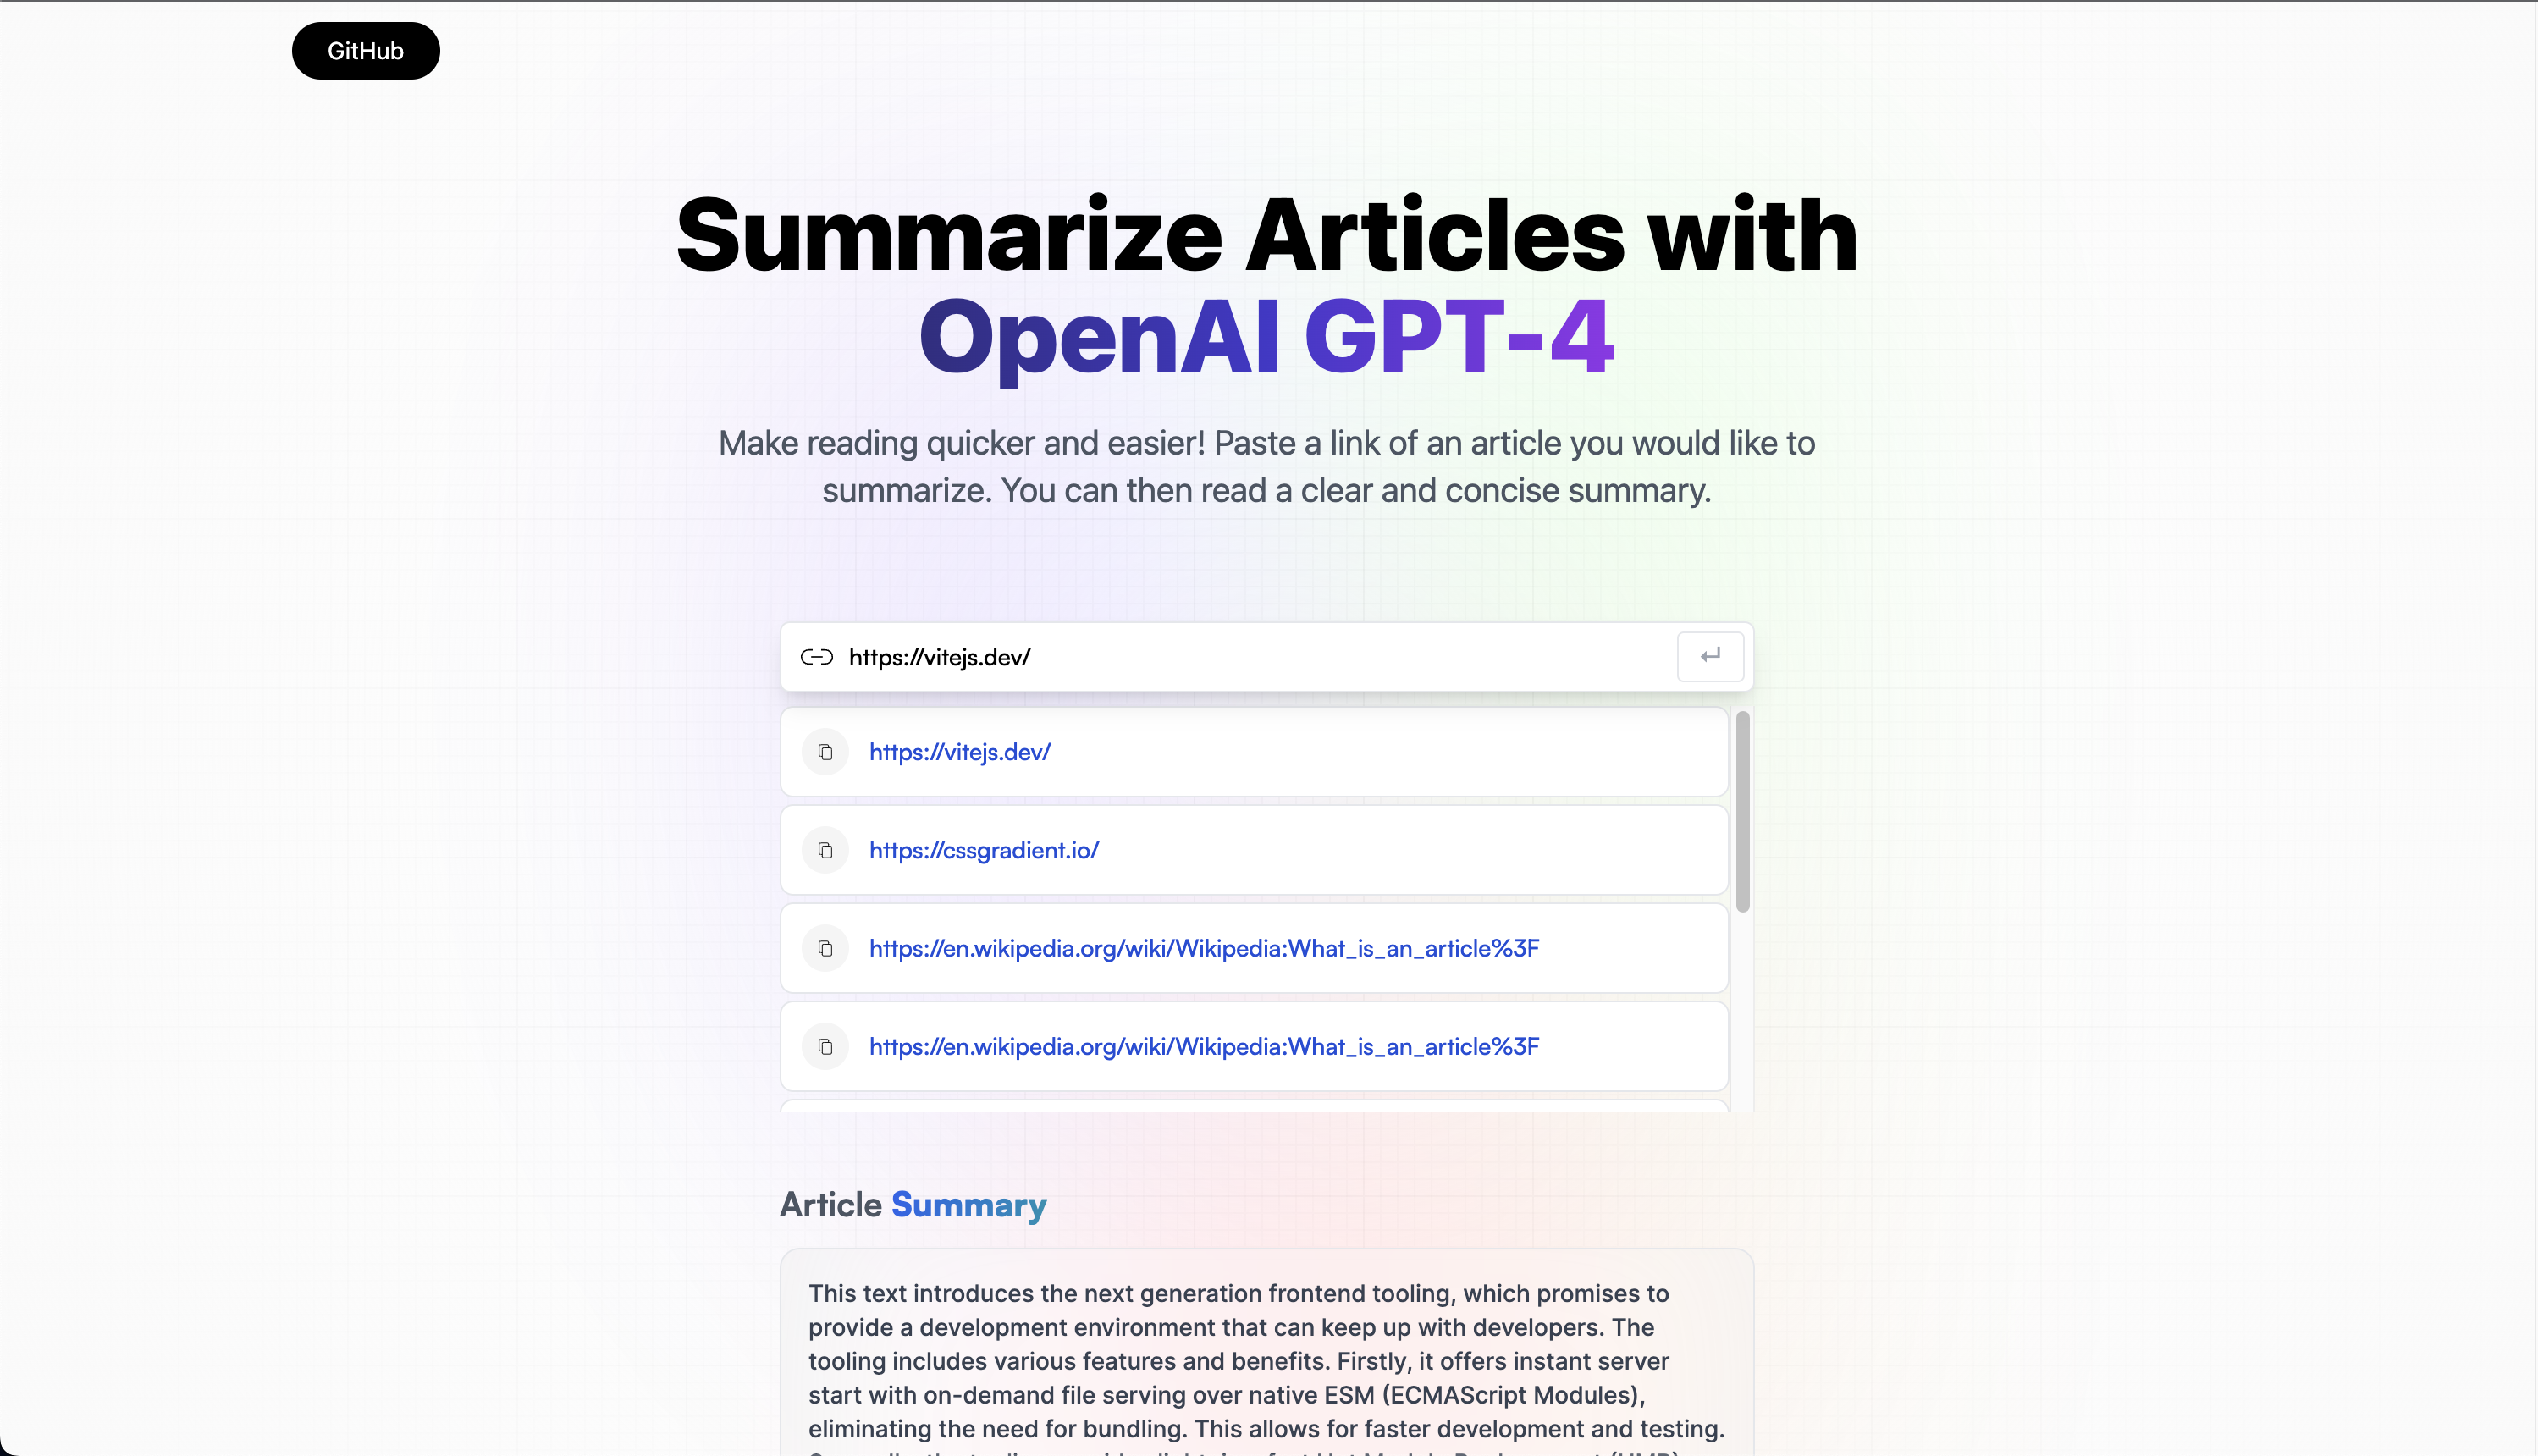 GitHub
Summarize Articles with
OpenAI GPT-4
Make reading quicker and easier! Paste a link of an article you would like to
summarize. You can then read a clear and concise summary.
https://vitejs.dev/
https://vitejs.dev/
https://cssgradient.io/
https://en.wikipedia.org/wiki/Wikipedia:What_is_an_article%3F
https://en.wikipedia.org/wiki/Wikipedia:What_is_an_article%3F
Article Summary
This text introduces the next generation frontend tooling, which promises to
provide a development environment that can keep up with developers. The
tooling includes various features and benefits. Firstly, it offers instant server
start with on-demand file serving over native ESM (ECMAScript Modules),
eliminating the need for bundling. This allows for faster development and testing.